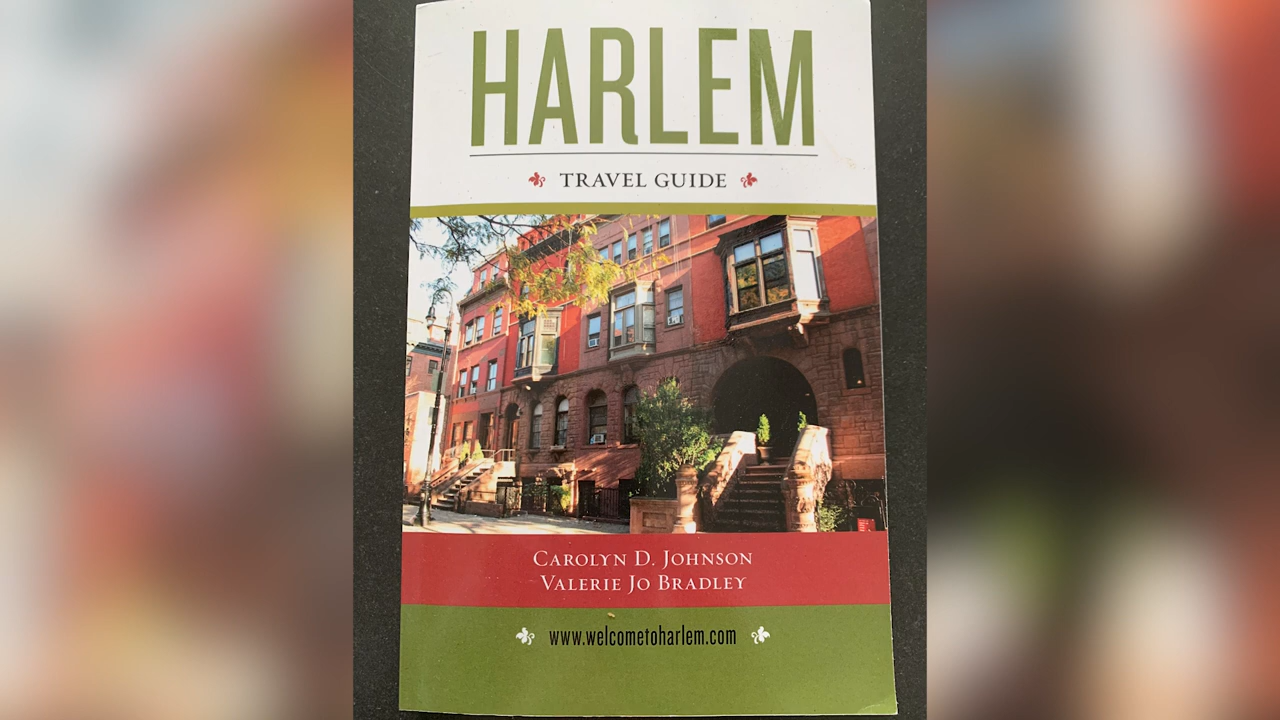 HARLEM
TRAVEL GUIDE
CAROLYN D. JOHNSON
VALERIE JO BRADLEY
www.welcometoharlem.com